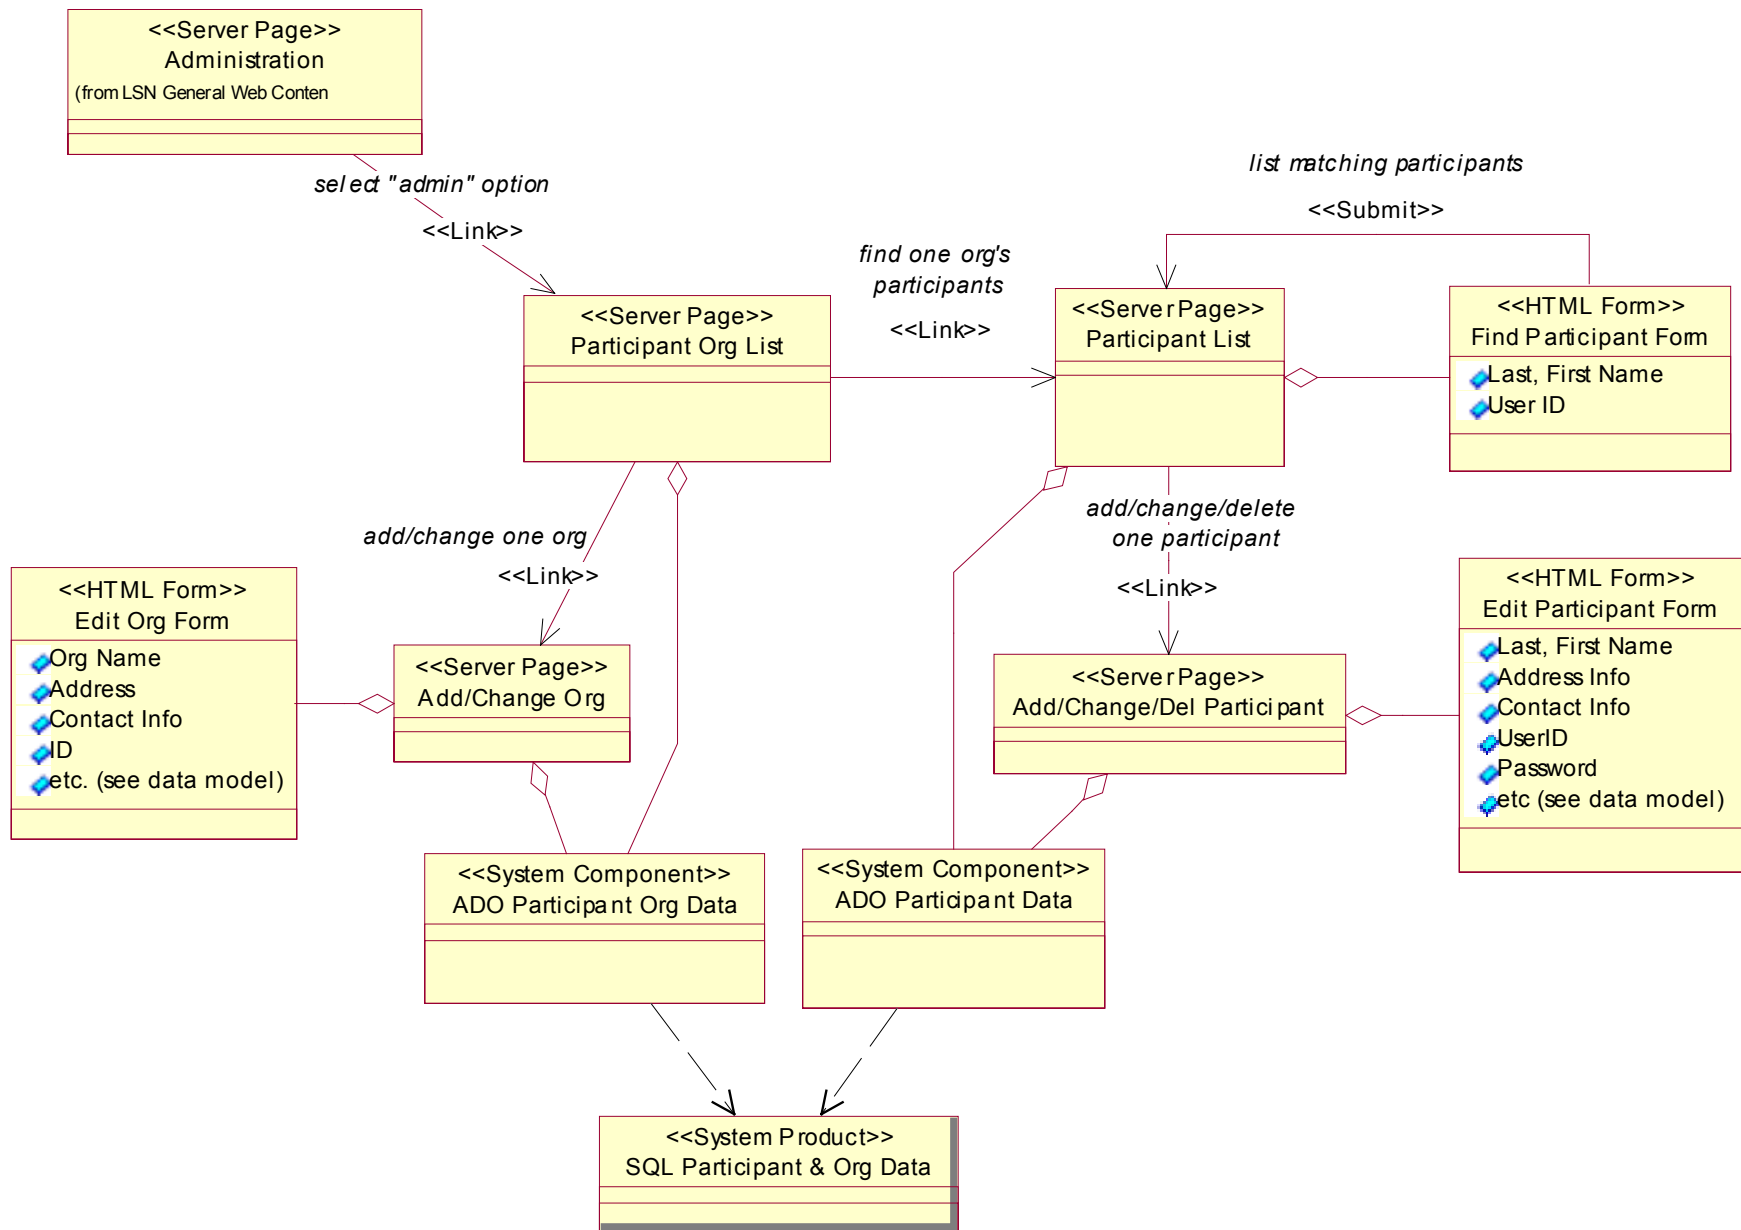 <<Server Page>>
Administration
(from LSN General Web Conten
select "admin" option
<<Link>>
list matching participants
<<Submit>>
find one org's
participants
<<Link>>
<<Server Page>>
Participant Org List
<<Server Page>>
Participant List
<<HTML Form>>
Find Participant Form
Last, First Name
User ID
add/change one org
<<Link>>
add/change/delete
one participant
<<Link>>
<<HTML Form>>
Edit Org Form
Org Name
Address
Contact Info
ID
etc. (see data model)
<<Server Page>>
Add/Change Org
<<Server Page>>
Add/Change/Del Participant
<<HTML Form>>
Edit Participant Form
Last, First Name
Address Info
Contact Info
UserID
Password
etc (see data model)
<<System Component>>
ADO Participant Org Data
<<System Component>>
ADO Participant Data
<<System Product>>
SQL Participant & Org Data